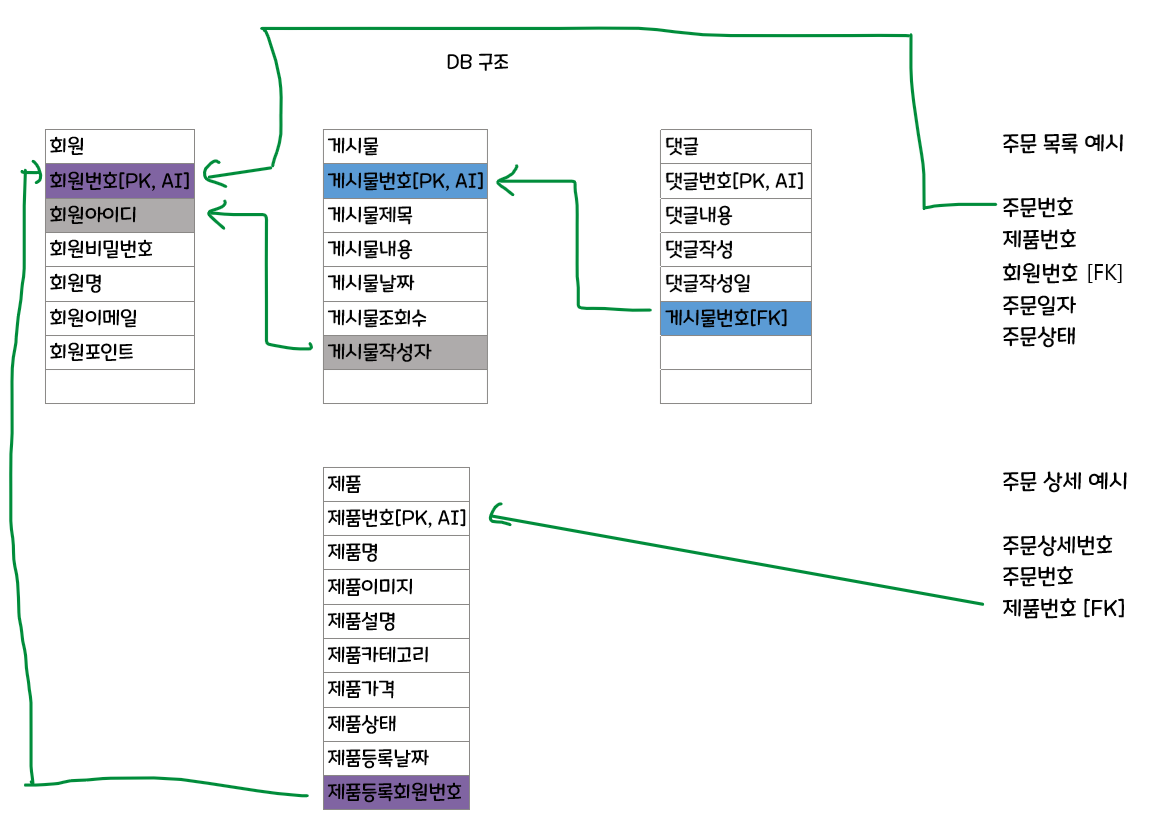 DB 구조
회원
회원번호[PK, AI]
회원아이디
회원비밀번호
회원명
회원이메일
회원포인트
게시물
게시물번호[PK, AI]
게시물제목
게시물내용
게시물날짜
게시물조회수
게시물작성자
댓글
댓글번호[PK, AI]
댓글내용
댓글작성
댓글작성일
게시물번호[FK]
주문 목록 예시
주문번호
제품번호
회원번호 [FK]
주문일자
주문상태
제품
제품번호[PK, AI]
제품명
제품이미지
제품설명
제품카테고리
제품가격
제품상태
제품등록날짜
제품등록회원번호
주문 상세 예시
주문상세번호
주문번호
제품번호 [FK]